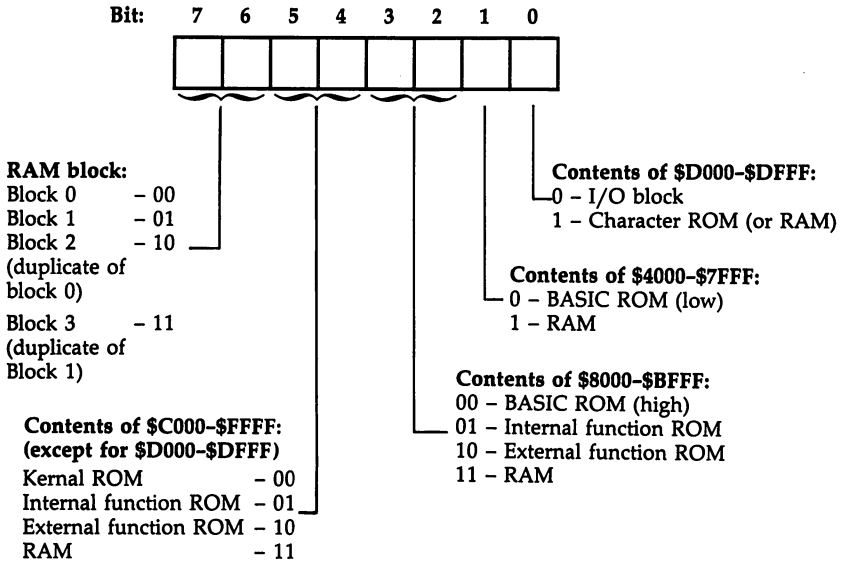 Bit: 7 6 5 4 3 2 1 0
RAM block:
Block 0 – 00
Block 1 – 01
Block 2 – 10
(duplicate of
block 0)
Block 3 – 11
(duplicate of
Block 1)
Contents of $C000–$FFFF:
(except for $D000–$DFFF)
Kernal ROM – 00
Internal function ROM – 01
External function ROM – 10
RAM – 11
Contents of $D000–$DFFF:
0 – I/O block
1 – Character ROM (or RAM)
Contents of $4000–$7FFF:
0 – BASIC ROM (low)
1 – RAM
Contents of $8000–$BFFF:
00 – BASIC ROM (high)
01 – Internal function ROM
10 – External function ROM
11 – RAM